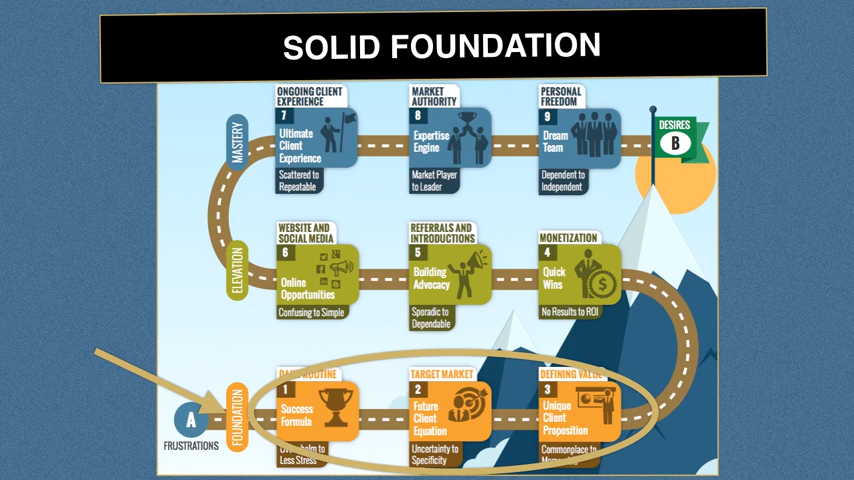 SOLID FOUNDATION
ONGOING CLIENT
EXPERIENCE
7
Ultimate
Client
Experience
Scattered to
Repeatable
MARKET
AUTHORITY
8
Expertise
Engine
Market Player
to Leader
PERSONAL
FREEDOM
9
Dream
Team
Dependent to
Independent
DESIRES
B
MASTERY
WEBSITE AND
SOCIAL MEDIA
6
Online
Opportunities
Confusing to Simple
REFERRALS AND
INTRODUCTIONS
5
Building
Advocacy
Sporadic to
Dependable
MONETIZATION
4
Quick
Wins
$
No Results to ROI
ELEVATION
A
FRUSTRATIONS
FOUNDATION
DAILY ROUTINE
1
Success
Formula
Overwhelm to
Less Stress
TARGET MARKET
2
Future
Client
Equation
Uncertainty to
Specificity
DEFINING VALUE
3
Unique
Client
Proposition
Commonplace to